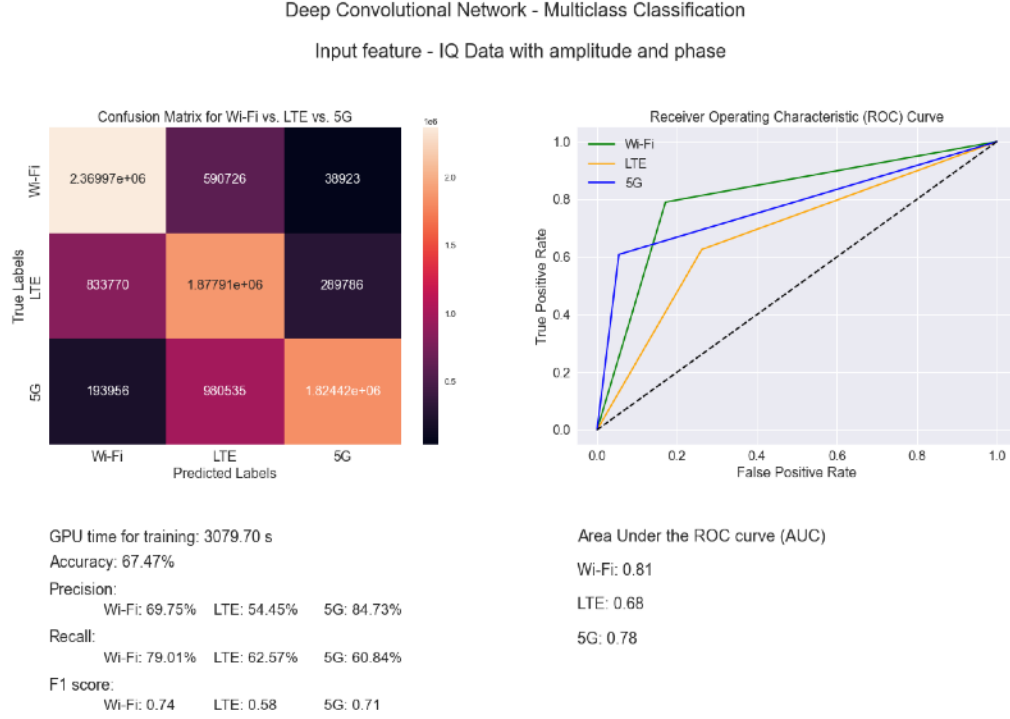 Deep Convolutional Network - Multiclass Classification
Input feature - IQ Data with amplitude and phase
Confusion Matrix for Wi-Fi vs. LTE vs. 5G
1e6
Wi-Fi
2.36997e+06 590726 38923
2.0
True Labels
LTE
833770 1.87791e+06 289786
1.5
1.0
5G
193956 980535 1.82442e+06
0.5
Wi-Fi LTE 5G
Predicted Labels
Receiver Operating Characteristic (ROC) Curve
Wi-Fi
LTE
5G
True Positive Rate
1.0
0.8
0.6
0.4
0.2
0.0
0.0 0.2 0.4 0.6 0.8 1.0
False Positive Rate
GPU time for training: 3079.70 s
Accuracy: 67.47%
Precision:
Wi-Fi: 69.75% LTE: 54.45% 5G: 84.73%
Recall:
Wi-Fi: 79.01% LTE: 62.57% 5G: 60.84%
F1 score:
Wi-Fi: 0.74 LTE: 0.58 5G: 0.71
Area Under the ROC curve (AUC)
Wi-Fi: 0.81
LTE: 0.68
5G: 0.78